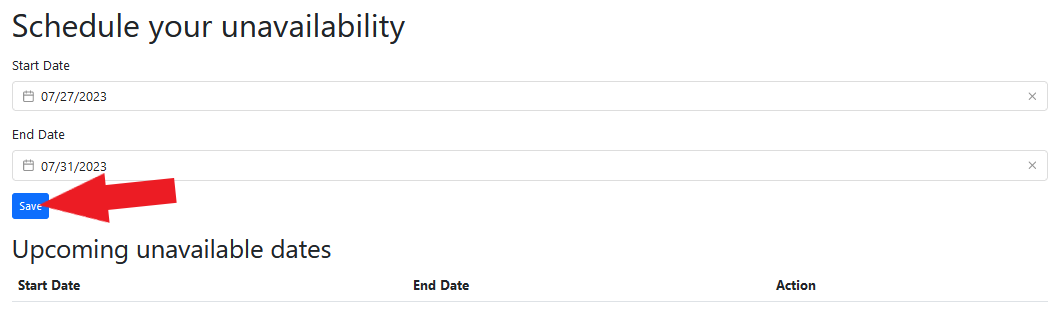 Schedule your unavailability
Start Date
07/27/2023
End Date
07/31/2023
Save
Upcoming unavailable dates
Start Date End Date Action